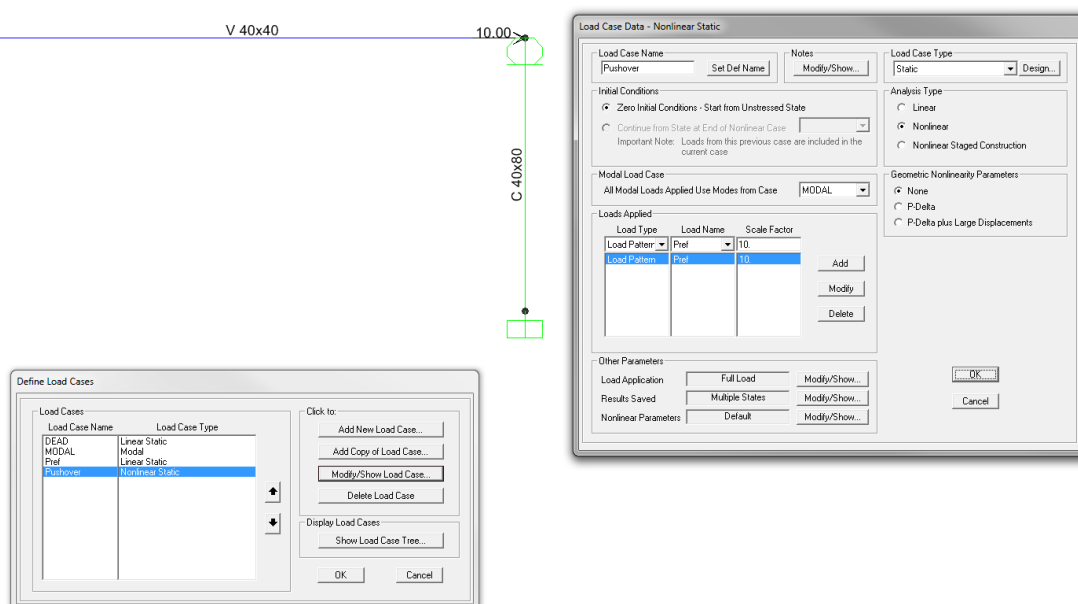 V 40x40
10.00
C 40x80
Load Case Data - Nonlinear Static
Load Case Name
Pushover
Set Def Name
Notes
Modify/Show...
Load Case Type
Static
Design...
Initial Conditions
Zero Initial Conditions - Start from Unstressed State
Continue from State at End of Nonlinear Case
Important Note: Loads from this previous case are included in the
current case
Analysis Type
Linear
Nonlinear
Nonlinear Staged Construction
Modal Load Case
All Modal Loads Applied Use Modes from Case
MODAL
Geometric Nonlinearity Parameters
None
P-Delta
P-Delta plus Large Displacements
Loads Applied
Load Type Load Name Scale Factor
Load Pattern Pref 10.
Load Pattern Pref 10.
Add
Modify
Delete
Other Parameters
Load Application Full Load Modify/Show...
Results Saved Multiple States Modify/Show...
Nonlinear Parameters Default Modify/Show...
OK
Cancel
Define Load Cases
Load Cases
Load Case Name Load Case Type
DEAD Linear Static
MODAL Modal
Pref Linear Static
Pushover Nonlinear Static
Click to:
Add New Load Case...
Add Copy of Load Case...
Modify/Show Load Case...
Delete Load Case
Display Load Cases
Show Load Case Tree...
OK
Cancel